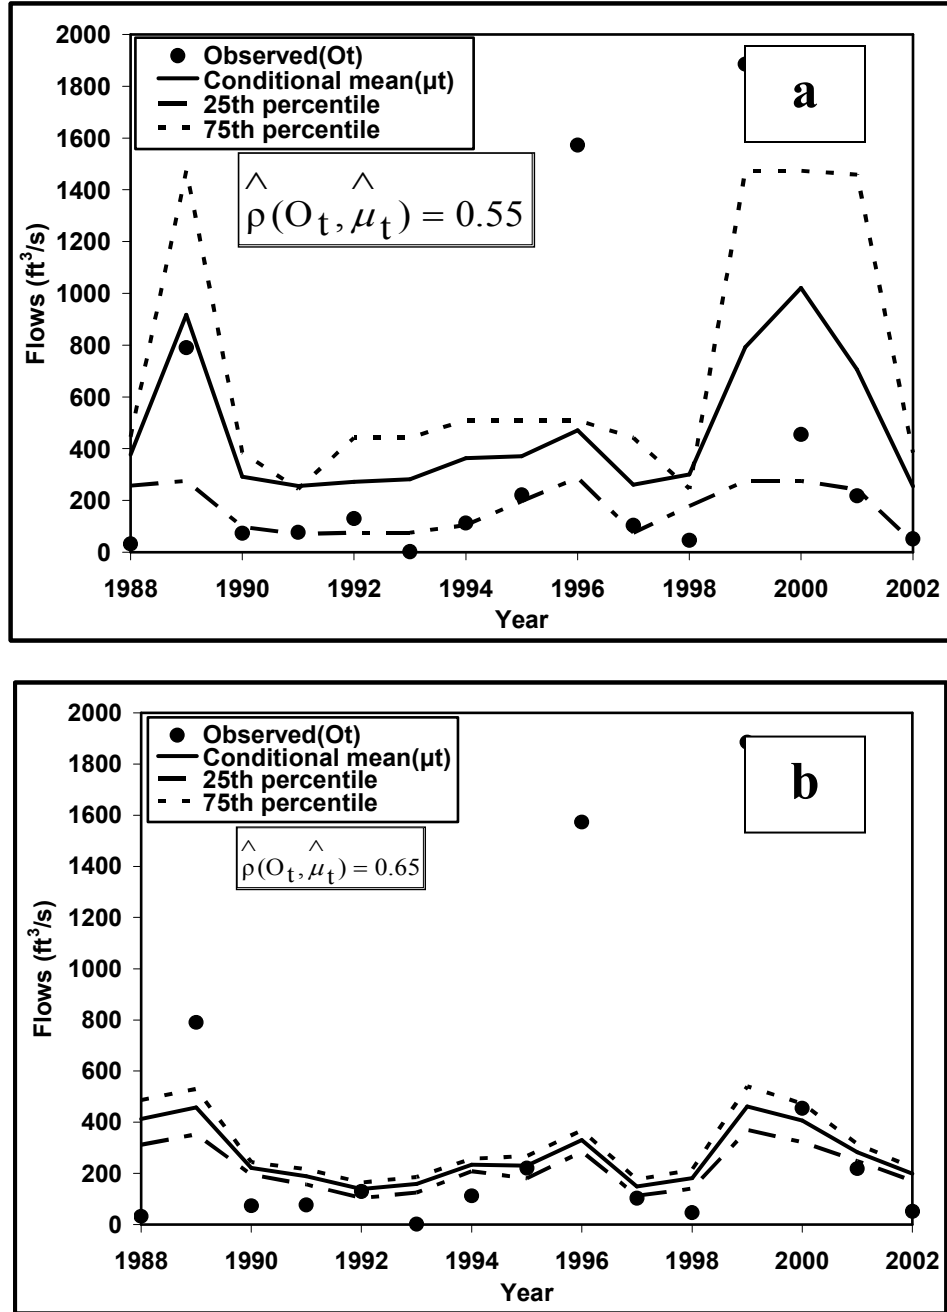 2000
1800
1600
1400
1200
1000
800
600
400
200
0
Flows (ft³/s)
Observed(Ot)
Conditional mean(μt)
25th percentile
75th percentile
a
ρ̂(Oₜ, μ̂ₜ) = 0.55
1988 1990 1992 1994 1996 1998 2000 2002
Year
2000
1800
1600
1400
1200
1000
800
600
400
200
0
Flows (ft³/s)
Observed(Ot)
Conditional mean(μt)
25th percentile
75th percentile
b
ρ̂(Oₜ, μ̂ₜ) = 0.65
1988 1990 1992 1994 1996 1998 2000 2002
Year